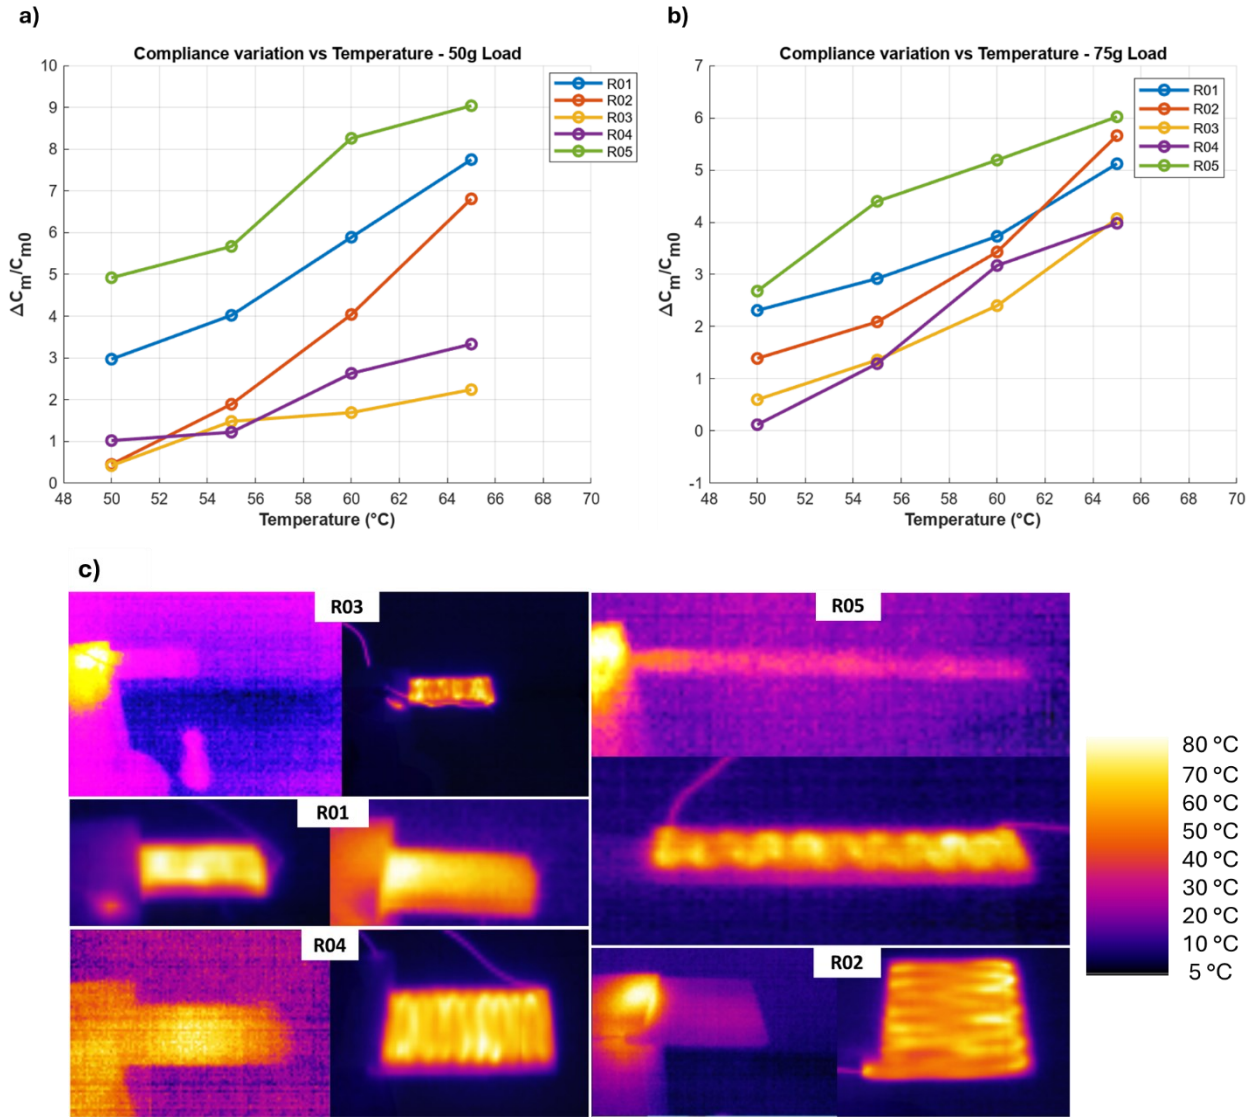 a)
Compliance variation vs Temperature - 50g Load
10
9
8
7
6
5
4
3
2
1
0
ΔCm/Cm0
48 50 52 54 56 58 60 62 64 66 68 70
Temperature (°C)
R01
R02
R03
R04
R05
b)
Compliance variation vs Temperature - 75g Load
7
6
5
4
3
2
1
0
-1
ΔCm/Cm0
48 50 52 54 56 58 60 62 64 66 68 70
Temperature (°C)
R01
R02
R03
R04
R05
c)
R03
R05
R01
R04
R02
80 °C
70 °C
60 °C
50 °C
40 °C
30 °C
20 °C
10 °C
5 °C